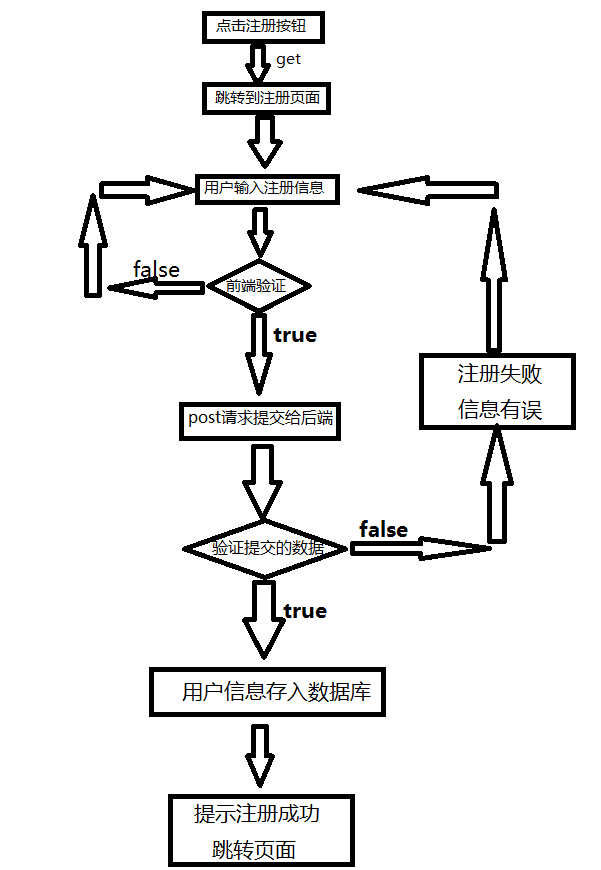 点击注册按钮
get
跳转到注册页面
用户输入注册信息
false
前端验证
true
注册失败
信息有误
post请求提交给后端
false
验证提交的数据
true
用户信息存入数据库
提示注册成功
跳转页面